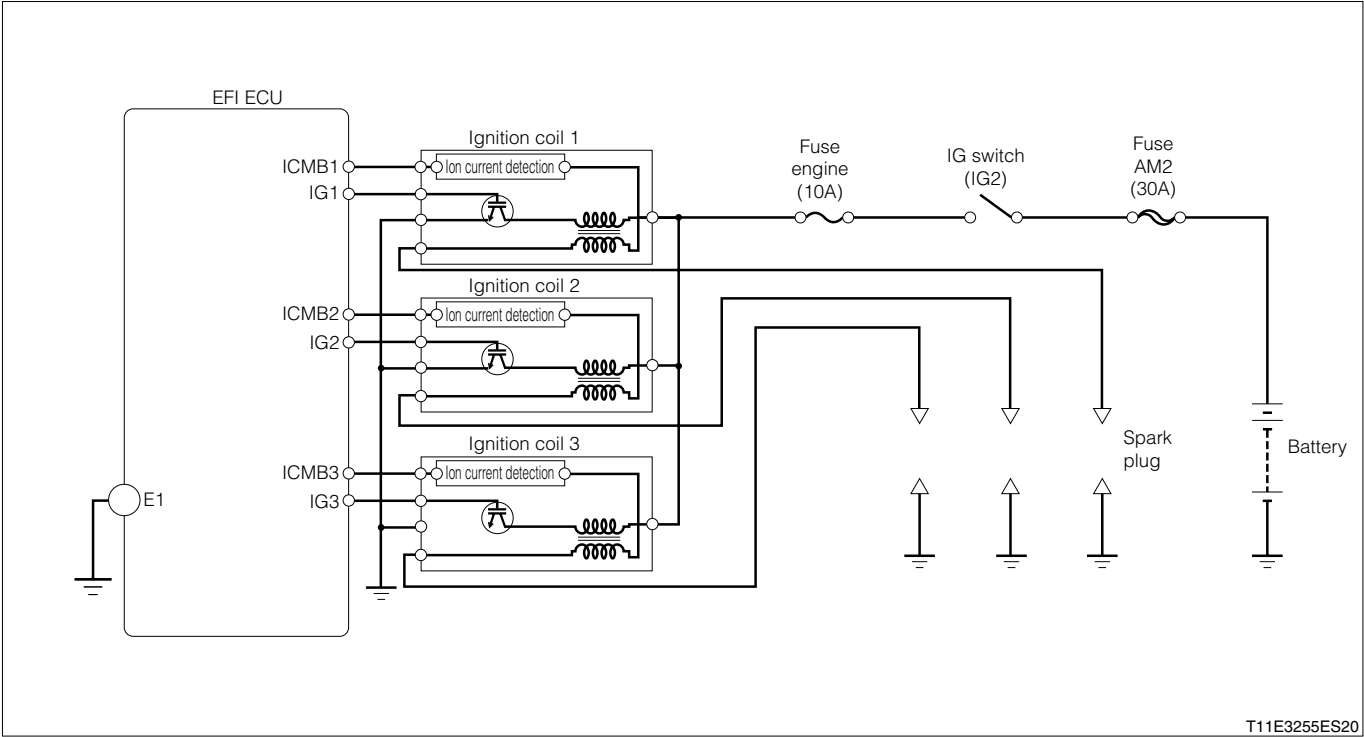 EFI ECU
Ignition coil 1
ICMB1
Ion current detection
IG1
Fuse
engine
(10A)
IG switch
(IG2)
Fuse
AM2
(30A)
Ignition coil 2
ICMB2
Ion current detection
IG2
Ignition coil 3
ICMB3
Ion current detection
IG3
Spark
plug
Battery
E1
T11E3255ES20